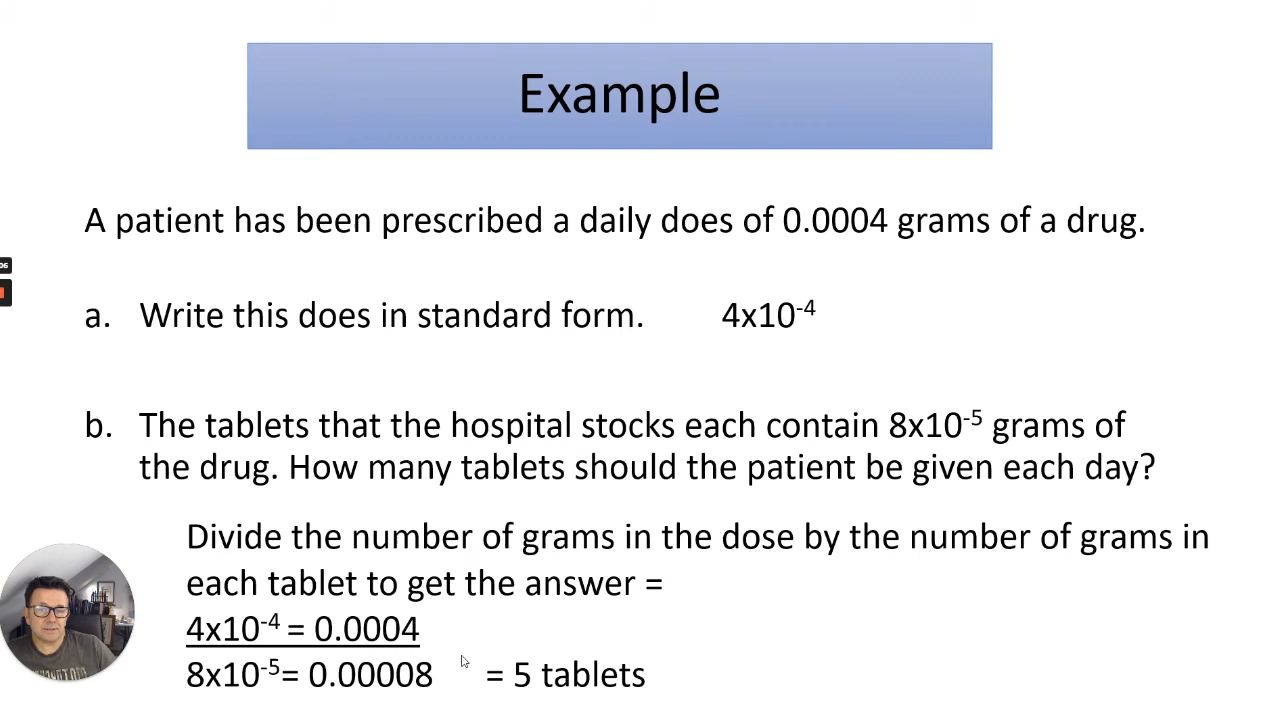 Example
A patient has been prescribed a daily does of 0.0004 grams of a drug.
a. Write this does in standard form. 4x10⁻⁴
b. The tablets that the hospital stocks each contain 8x10⁻⁵ grams of
the drug. How many tablets should the patient be given each day?
Divide the number of grams in the dose by the number of grams in
each tablet to get the answer =
4x10⁻⁴ = 0.0004
8x10⁻⁵= 0.00008 = 5 tablets